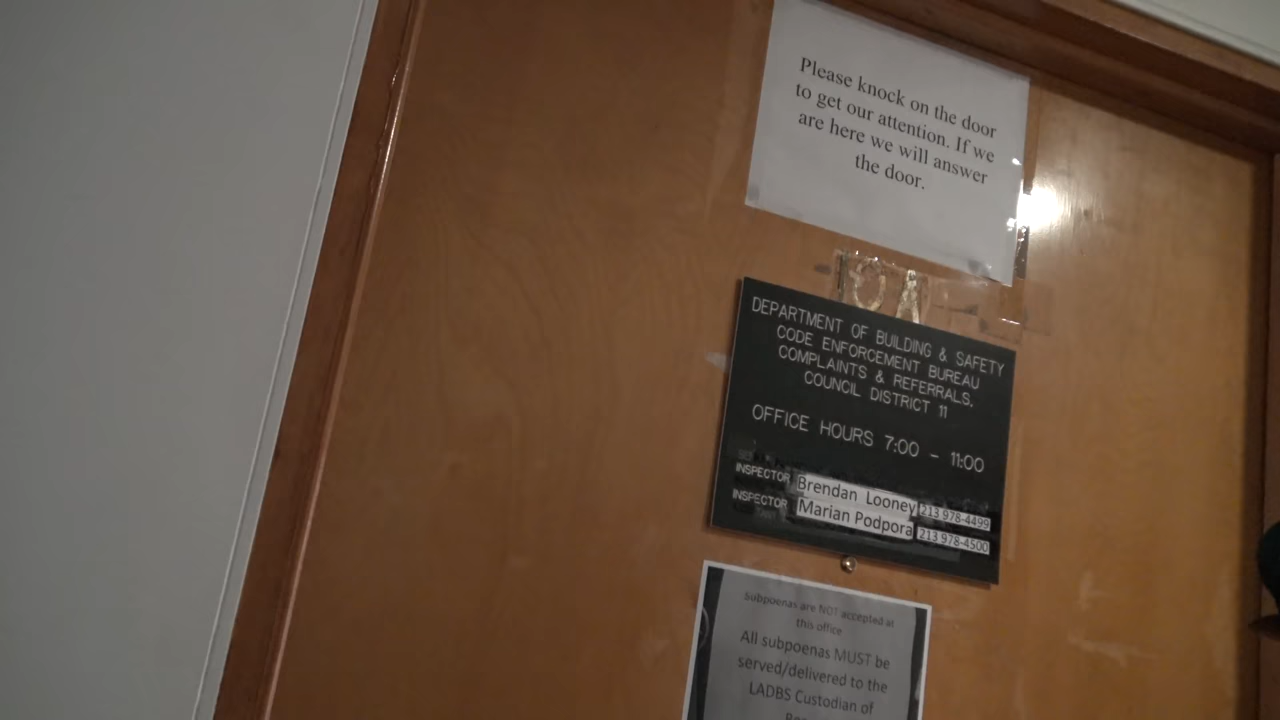 Please knock on the door
to get our attention. If we
are here we will answer
the door.
DEPARTMENT OF BUILDING & SAFETY
CODE ENFORCEMENT BUREAU
COMPLAINTS & REFERRALS,
COUNCIL DISTRICT 11
OFFICE HOURS 7:00 - 11:00
INSPECTOR Brendan Looney 213 978-4499
INSPECTOR Marian Podpora 213 978-4500
Subpoenas are NOT accepted at
this office
All subpoenas MUST be
served/delivered to the
LADBS Custodian of